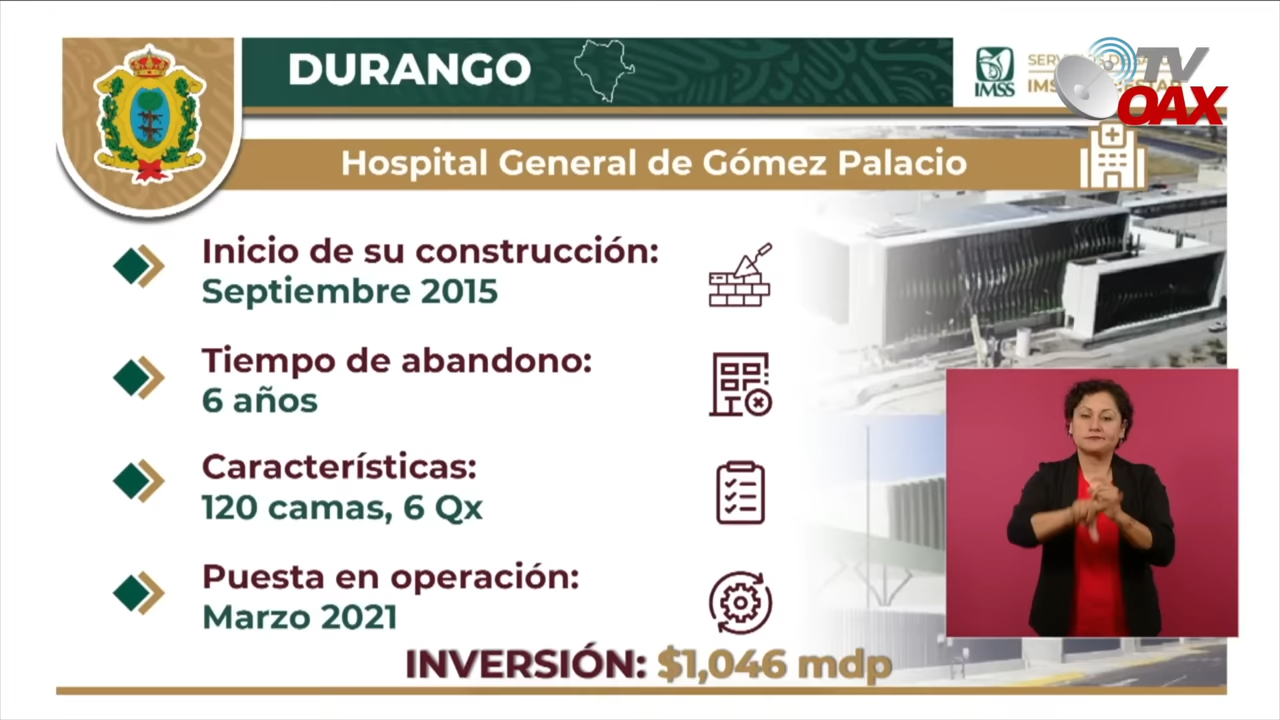 DURANGO
IMSS
TV
OAX
Hospital General de Gómez Palacio
Inicio de su construcción:
Septiembre 2015
Tiempo de abandono:
6 años
Características:
120 camas, 6 Qx
Puesta en operación:
Marzo 2021
INVERSIÓN: $1,046 mdp